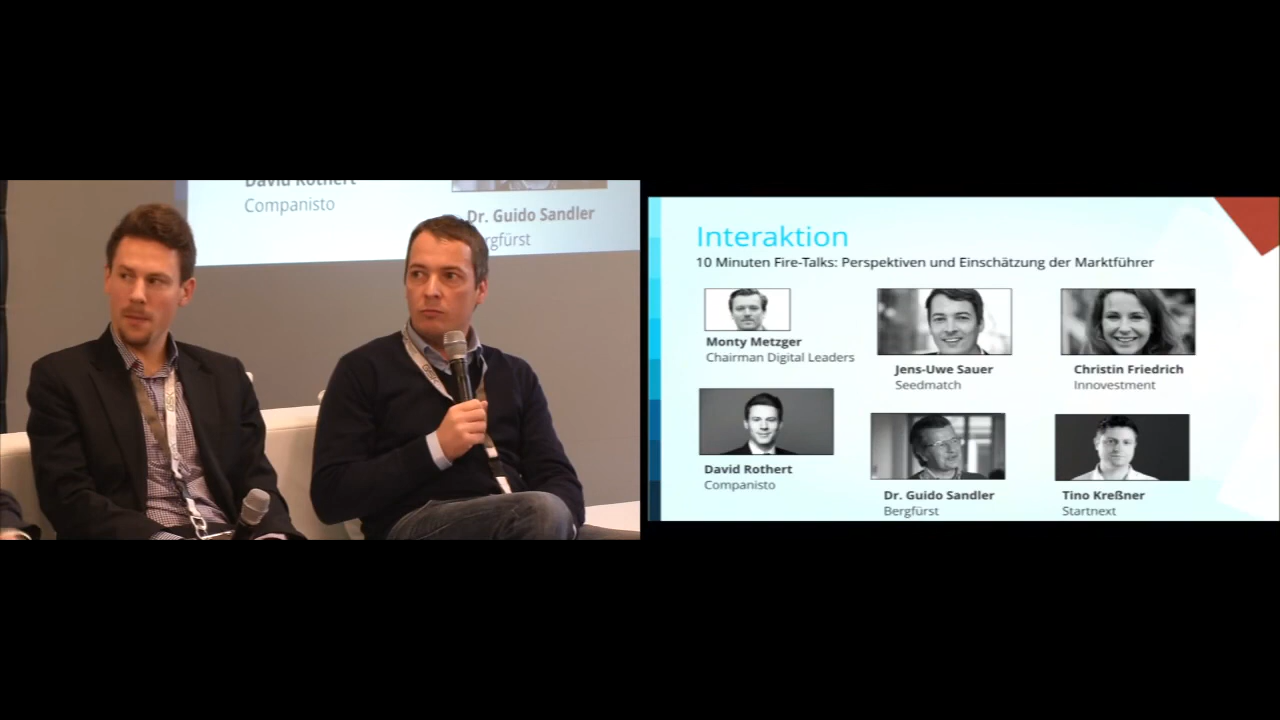 David Rothert
Companisto
Dr. Guido Sandler
rgfürst
Interaktion
10 Minuten Fire-Talks: Perspektiven und Einschätzung der Marktführer
Monty Metzger
Chairman Digital Leaders
Jens-Uwe Sauer
Seedmatch
Christin Friedrich
Innovestment
David Rothert
Companisto
Dr. Guido Sandler
Bergfürst
Tino Kreßner
Startnext